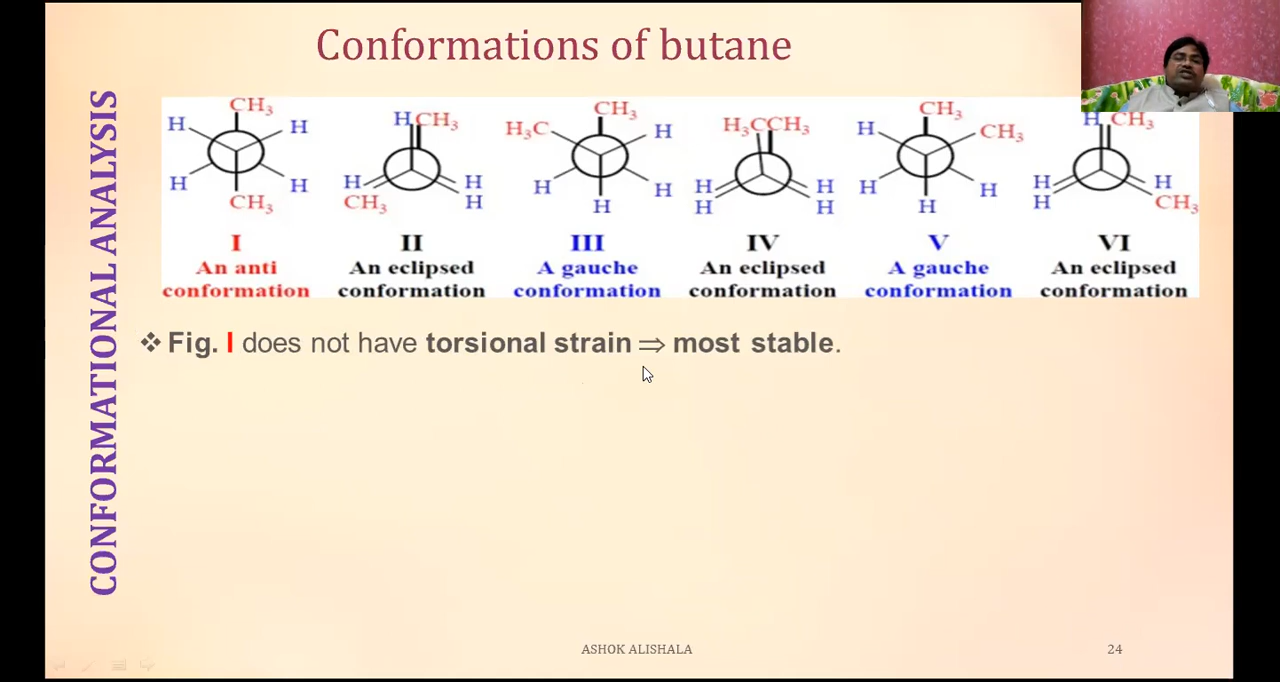 Conformations of butane
CONFORMATIONAL ANALYSIS
CH₃ H H H H CH₃
H CH₃ H H CH₃ H
CH₃ H₃C H H H H
H₃C CH₃ H H H H
CH₃ H CH₃ H H H
H CH₃ H H H CH₃
I II III IV V VI
An anti An eclipsed A gauche An eclipsed A gauche An eclipsed
conformation conformation conformation conformation conformation conformation
❖ Fig. I does not have torsional strain ⇒ most stable.
ASHOK ALISHALA 24